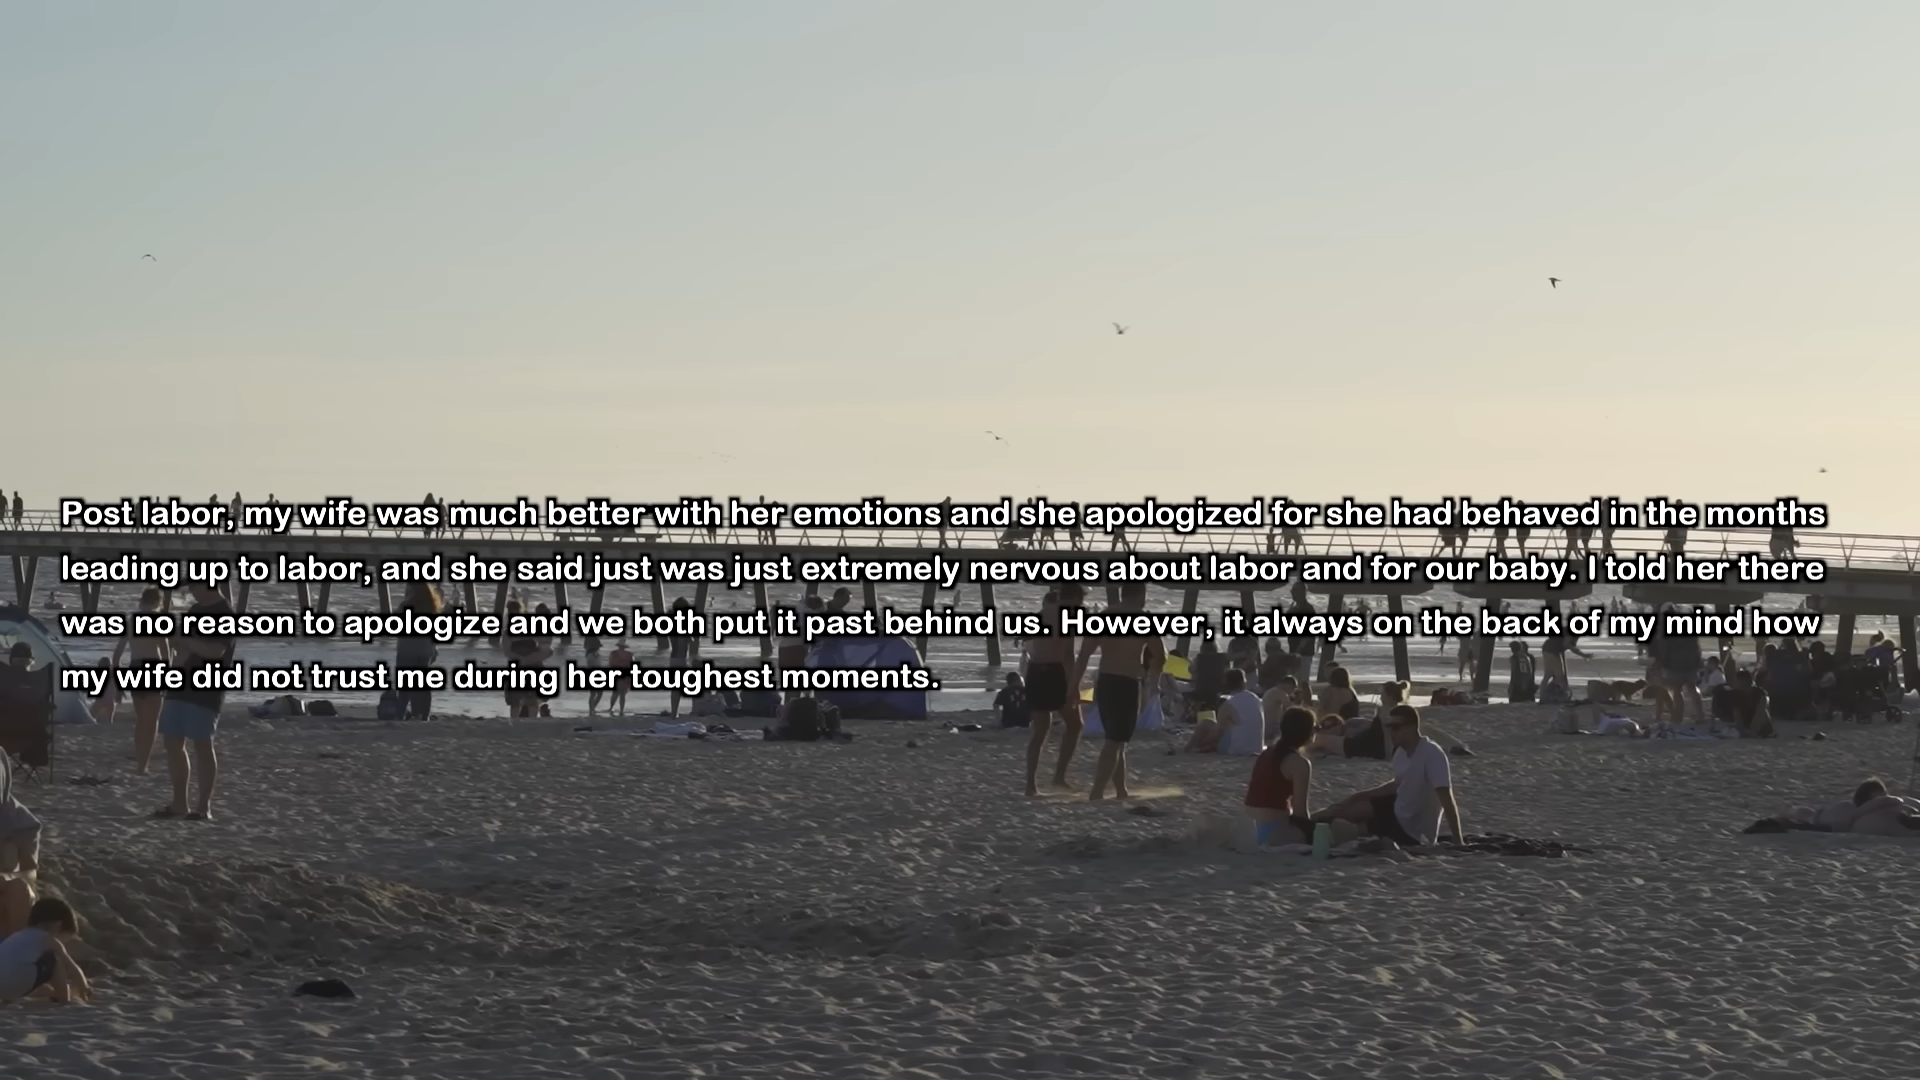 Post labor, my wife was much better with her emotions and she apologized for she had behaved in the months
leading up to labor, and she said just was just extremely nervous about labor and for our baby. I told her there
was no reason to apologize and we both put it past behind us. However, it always on the back of my mind how
my wife did not trust me during her toughest moments.